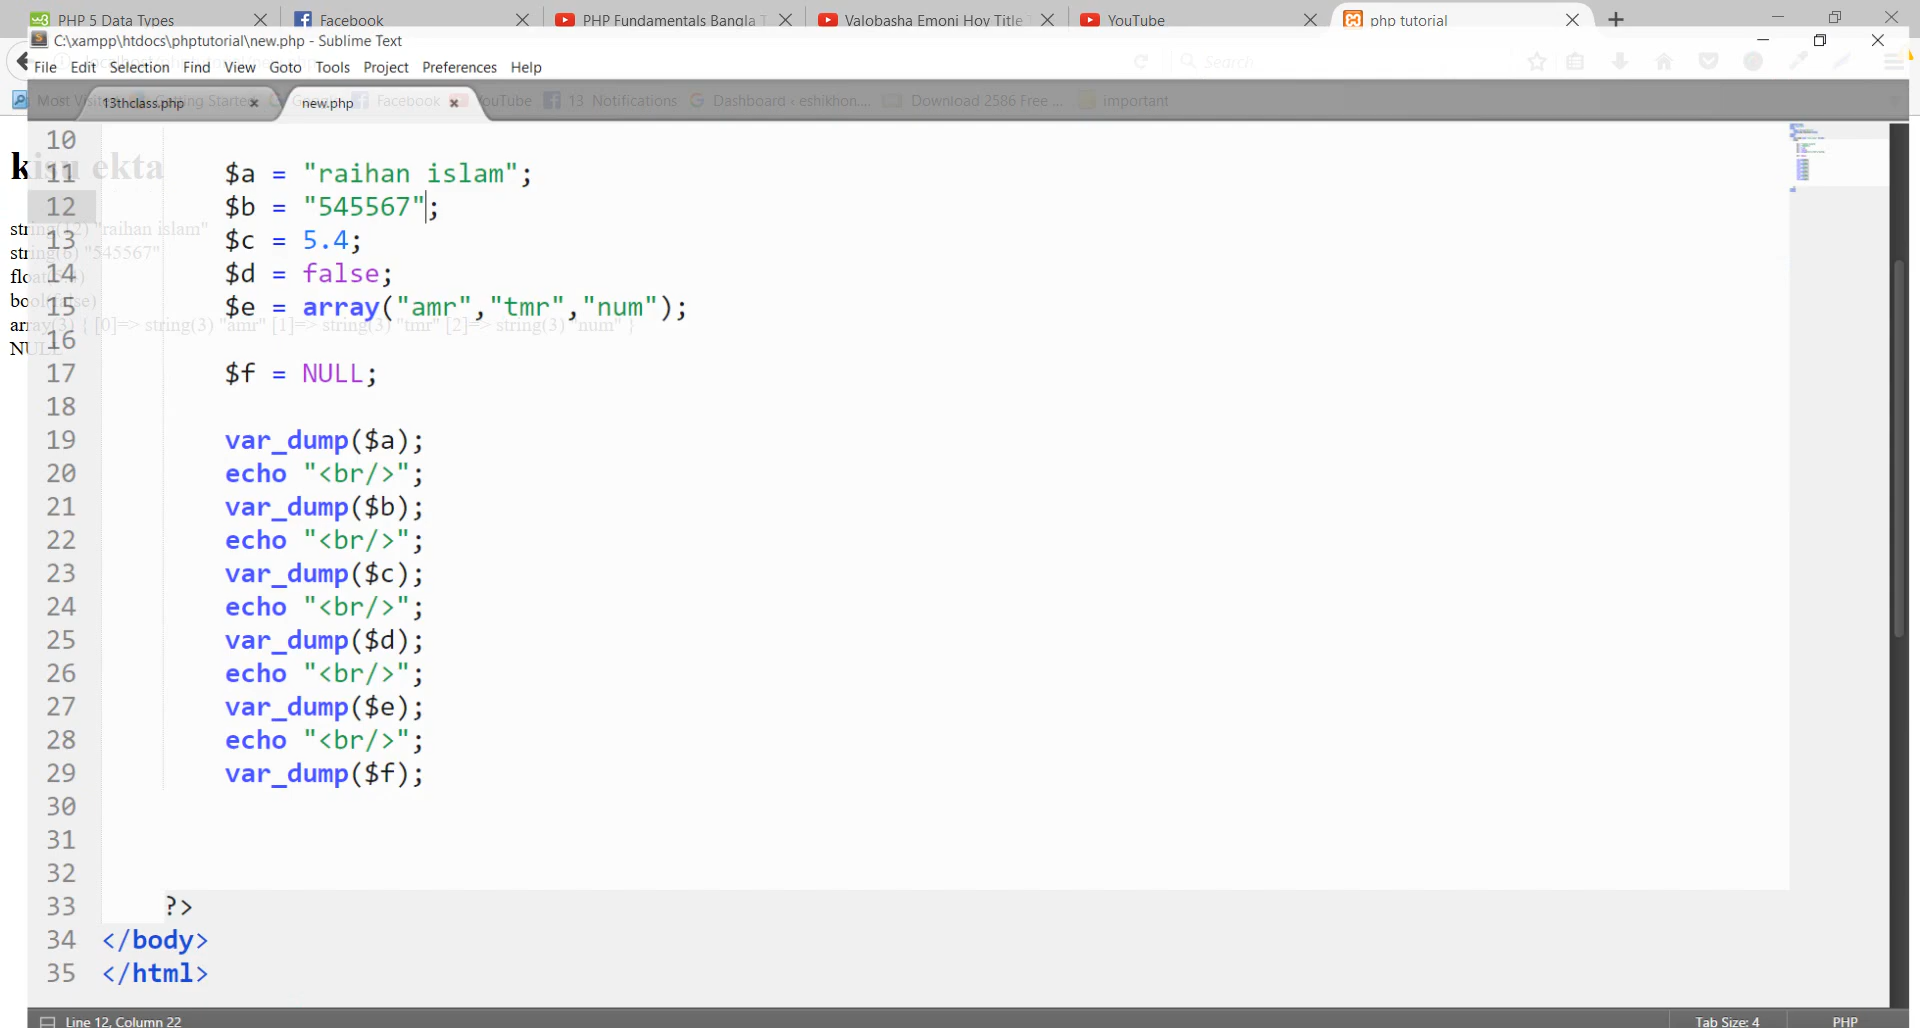 PHP 5 Data Types
Facebook
PHP Fundamentals Bangla T
Valobasha Emoni Hoy Title
YouTube
php tutorial
C:\xampp\htdocs\phptutorial\new.php - Sublime Text
File Edit Selection Find View Goto Tools Project Preferences Help
Search
Most Visited
Getting Started
Facebook
YouTube
13 Notifications
Dashboard ‹ eshikhon....
Download 2586 Free ...
important
13thclass.php
new.php
kisu ekta
string(12) "raihan islam"
string(6) "545567"
float(5.4)
bool(false)
array(3) { [0]=> string(3) "amr" [1]=> string(3) "tmr" [2]=> string(3) "num" }
NULL
10
11 $a = "raihan islam";
12 $b = "545567";
13 $c = 5.4;
14 $d = false;
15 $e = array("amr","tmr","num");
16
17 $f = NULL;
18
19 var_dump($a);
20 echo "<br/>";
21 var_dump($b);
22 echo "<br/>";
23 var_dump($c);
24 echo "<br/>";
25 var_dump($d);
26 echo "<br/>";
27 var_dump($e);
28 echo "<br/>";
29 var_dump($f);
30
31
32
33 ?>
34 </body>
35 </html>
Line 12, Column 22
Tab Size: 4
PHP